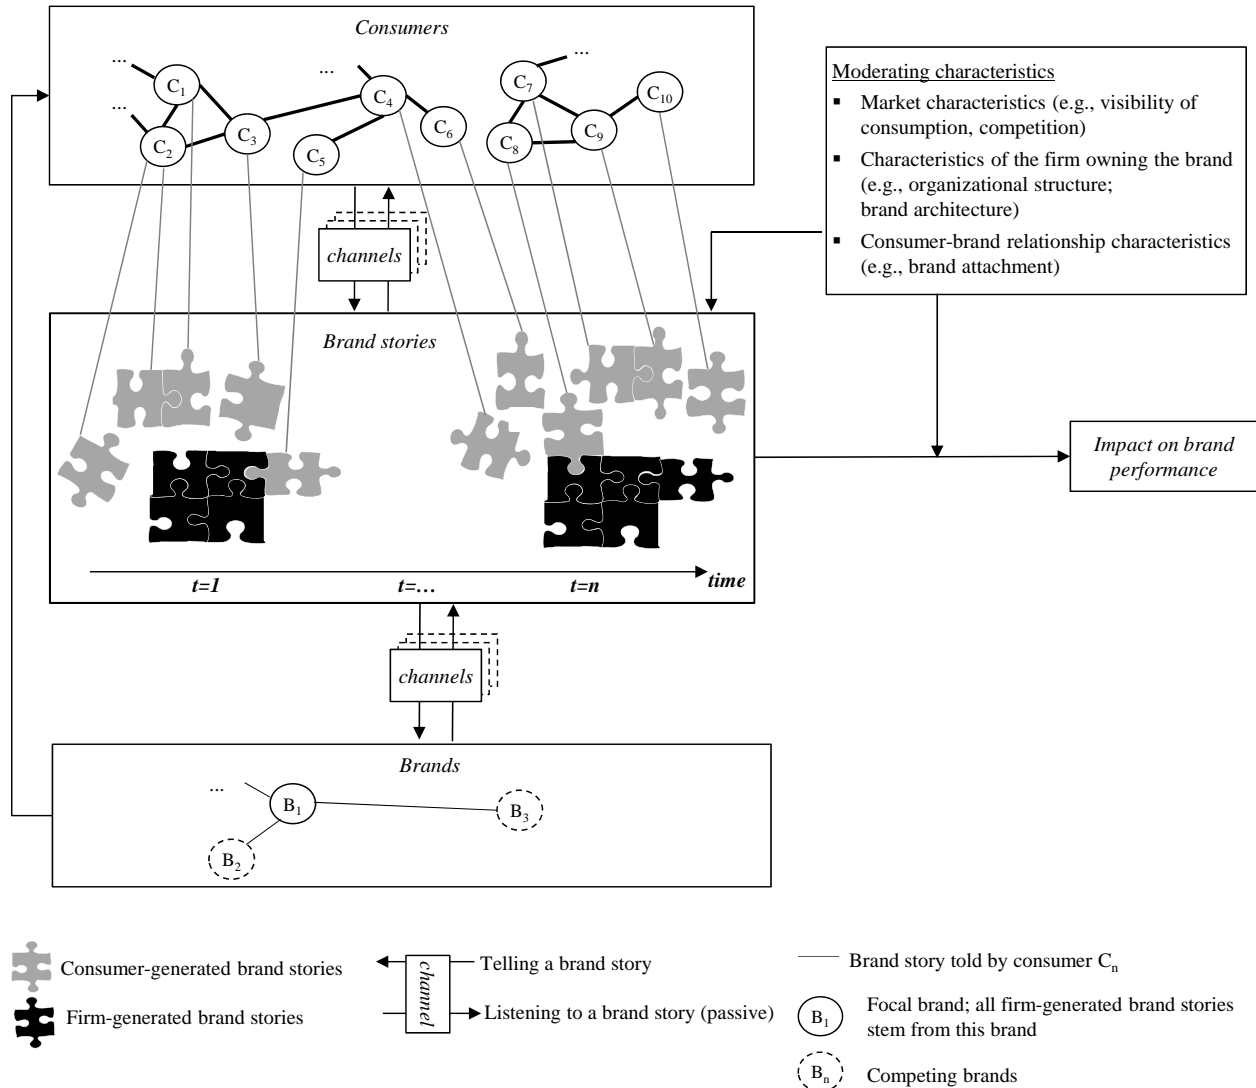 Consumers
...
...
...
...
C1
C2
C3
C4
C5
C6
C7
C8
C9
C10
Moderating characteristics
▪ Market characteristics (e.g., visibility of
consumption, competition)
▪ Characteristics of the firm owning the brand
(e.g., organizational structure;
brand architecture)
▪ Consumer-brand relationship characteristics
(e.g., brand attachment)
channels
Brand stories
Impact on brand
performance
t=1
t=...
t=n
time
channels
Brands
...
B1
B3
B2
Consumer-generated brand stories
Firm-generated brand stories
channel
Telling a brand story
Listening to a brand story (passive)
Brand story told by consumer Cn
B1
Focal brand; all firm-generated brand stories
stem from this brand
Bn
Competing brands